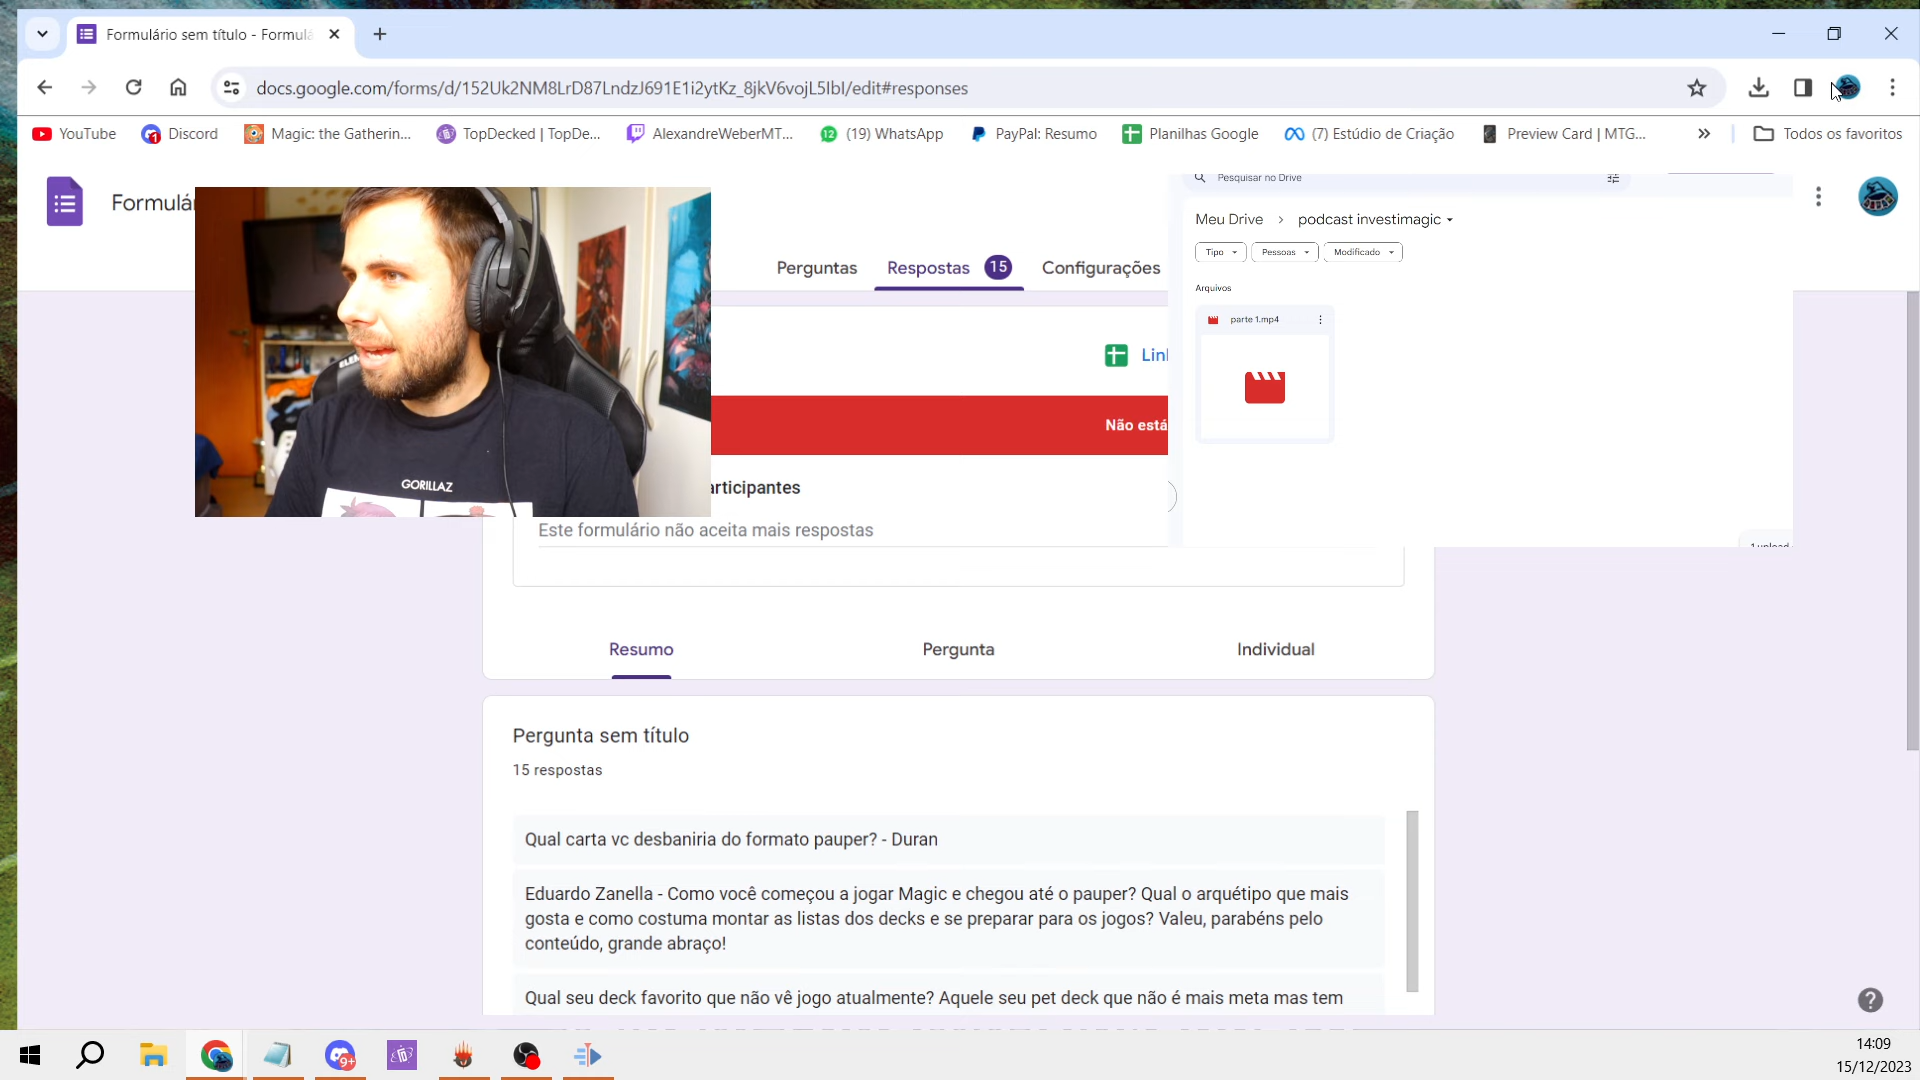 Formulário sem título - Formulá
docs.google.com/forms/d/152Uk2NM8LrD87LndzJ691E1i2ytKz_8jkV6vojL5IbI/edit#responses
YouTube
Discord
Magic: the Gatherin...
TopDecked | TopDe...
AlexandreWeberMT...
(19) WhatsApp
PayPal: Resumo
Planilhas Google
(7) Estúdio de Criação
Preview Card | MTG...
Todos os favoritos
Formulár
Perguntas
Respostas 15
Configurações
Pesquisar no Drive
Meu Drive > podcast investimagic
Tipo
Pessoas
Modificado
Arquivos
parte 1.mp4
1 upload
Link
Não está
GORILLAZ
articipantes
Este formulário não aceita mais respostas
Resumo
Pergunta
Individual
Pergunta sem título
15 respostas
Qual carta vc desbaniria do formato pauper? - Duran
Eduardo Zanella - Como você começou a jogar Magic e chegou até o pauper? Qual o arquétipo que mais
gosta e como costuma montar as listas dos decks e se preparar para os jogos? Valeu, parabéns pelo
conteúdo, grande abraço!
Qual seu deck favorito que não vê jogo atualmente? Aquele seu pet deck que não é mais meta mas tem
9+
14:09
15/12/2023